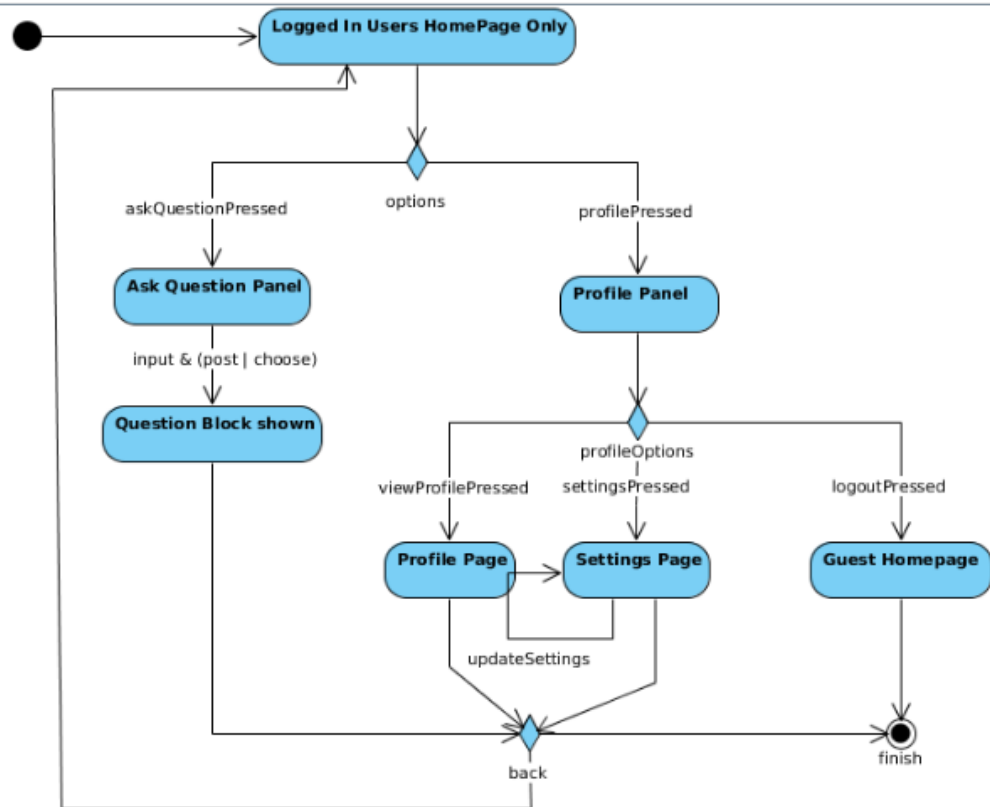 Logged In Users HomePage Only
options
askQuestionPressed
profilePressed
Ask Question Panel
Profile Panel
input & (post | choose)
Question Block shown
profileOptions
viewProfilePressed
settingsPressed
logoutPressed
Profile Page
Settings Page
Guest Homepage
updateSettings
back
finish